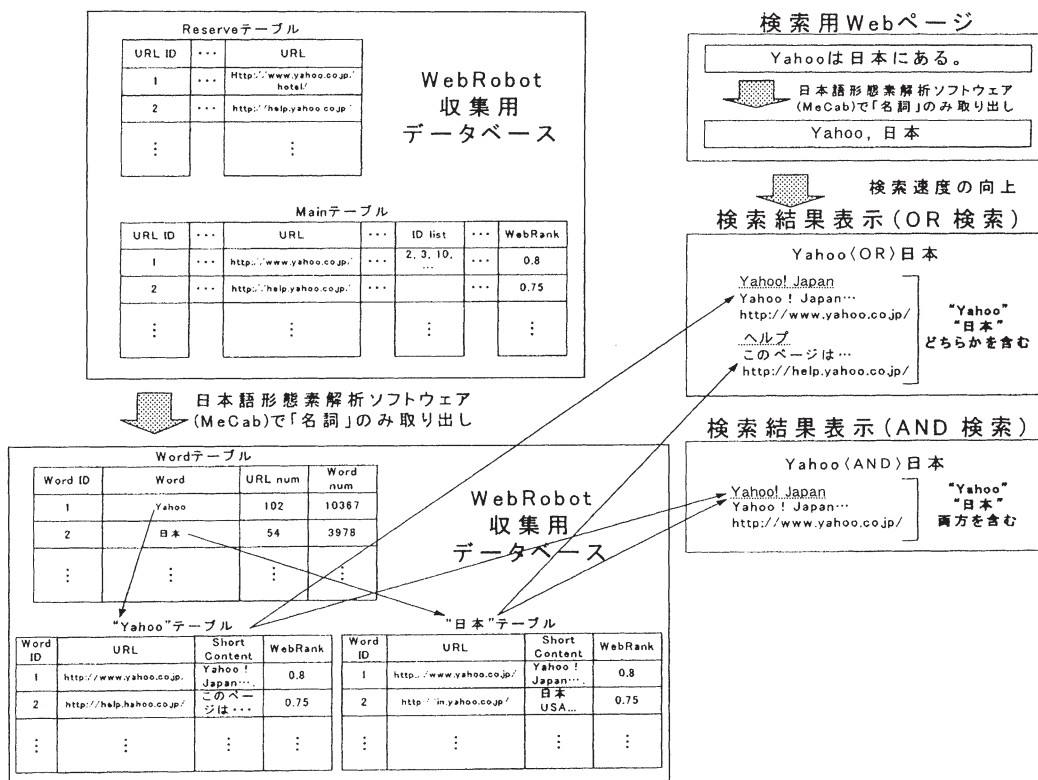 Reserveテーブル
URL ID ··· URL
1 ··· Http://www.yahoo.co.jp/
hotel/
2 ··· http://help.yahoo.co.jp/
⋮ ⋮
WebRobot
収集用
データベース
Mainテーブル
URL ID ··· URL ··· ID list ··· WebRank
1 ··· http://www.yahoo.co.jp/ ··· 2, 3, 10, … ··· 0.8
2 ··· http://help.yahoo.co.jp/ ··· ··· 0.75
⋮ ⋮ ⋮ ⋮
日本語形態素解析ソフトウェア
(MeCab)で「名詞」のみ取り出し
Wordテーブル
Word ID Word URL num Word num
1 Yahoo 102 10367
2 日本 54 3978
⋮ ⋮ ⋮ ⋮
WebRobot
収集用
データベース
"Yahoo"テーブル
Word ID URL Short Content WebRank
1 http://www.yahoo.co.jp. Yahoo! Japan…. 0.8
2 http://help.hahoo.co.jp/ このページは・・・ 0.75
⋮ ⋮ ⋮ ⋮
"日本"テーブル
Word ID URL Short Content WebRank
1 http://www.yahoo.co.jp/ Yahoo! Japan…. 0.8
2 http://in.yahoo.co.jp/ 日本 USA... 0.75
⋮ ⋮ ⋮ ⋮
検索用Webページ
Yahooは日本にある。
日本語形態素解析ソフトウェア
(MeCab)で「名詞」のみ取り出し
Yahoo, 日本
検索速度の向上
検索結果表示(OR 検索)
Yahoo〈OR〉日本
Yahoo! Japan
Yahoo ! Japan…
http://www.yahoo.co.jp/
ヘルプ
このページは…
http://help.yahoo.co.jp/
"Yahoo"
"日本"
どちらかを含む
検索結果表示(AND 検索)
Yahoo〈AND〉日本
Yahoo! Japan
Yahoo ! Japan…
http://www.yahoo.co.jp/
"Yahoo"
"日本"
両方を含む